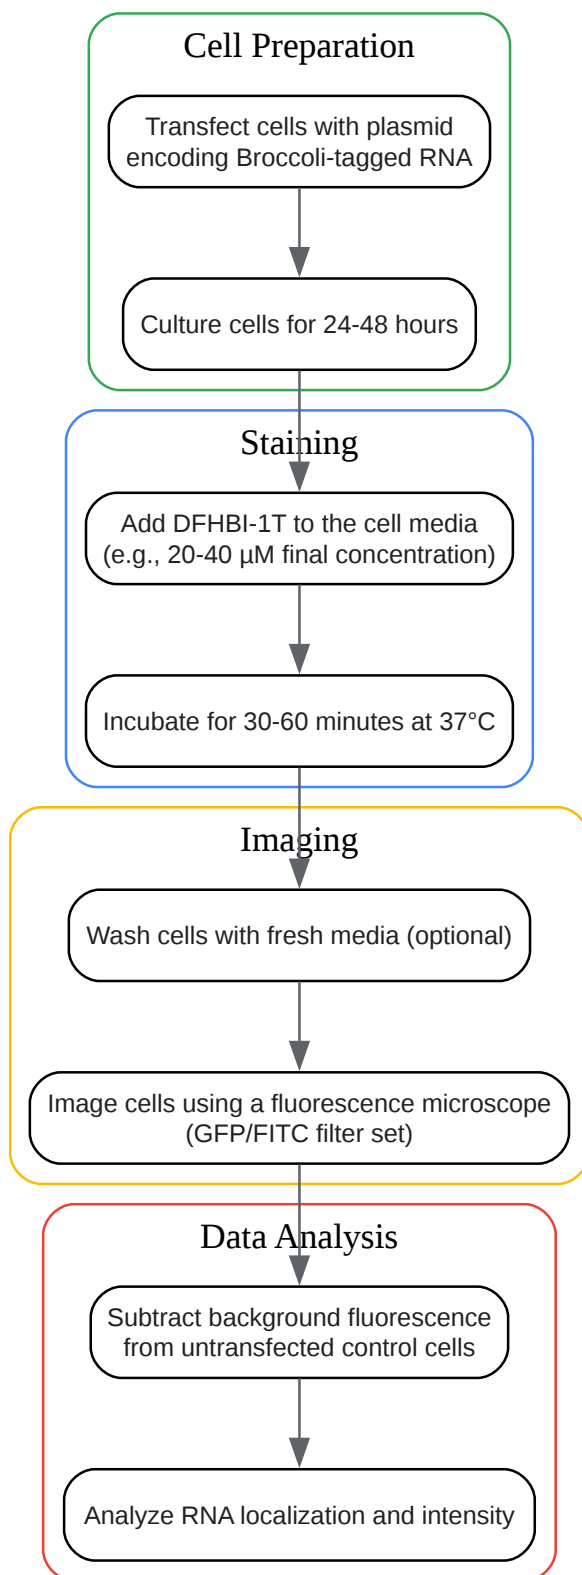 Cell Preparation
Transfect cells with plasmid
encoding Broccoli-tagged RNA
Culture cells for 24-48 hours
Staining
Add DFHBI-1T to the cell media
(e.g., 20-40 µM final concentration)
Incubate for 30-60 minutes at 37°C
Imaging
Wash cells with fresh media (optional)
Image cells using a fluorescence microscope
(GFP/FITC filter set)
Data Analysis
Subtract background fluorescence
from untransfected control cells
Analyze RNA localization and intensity